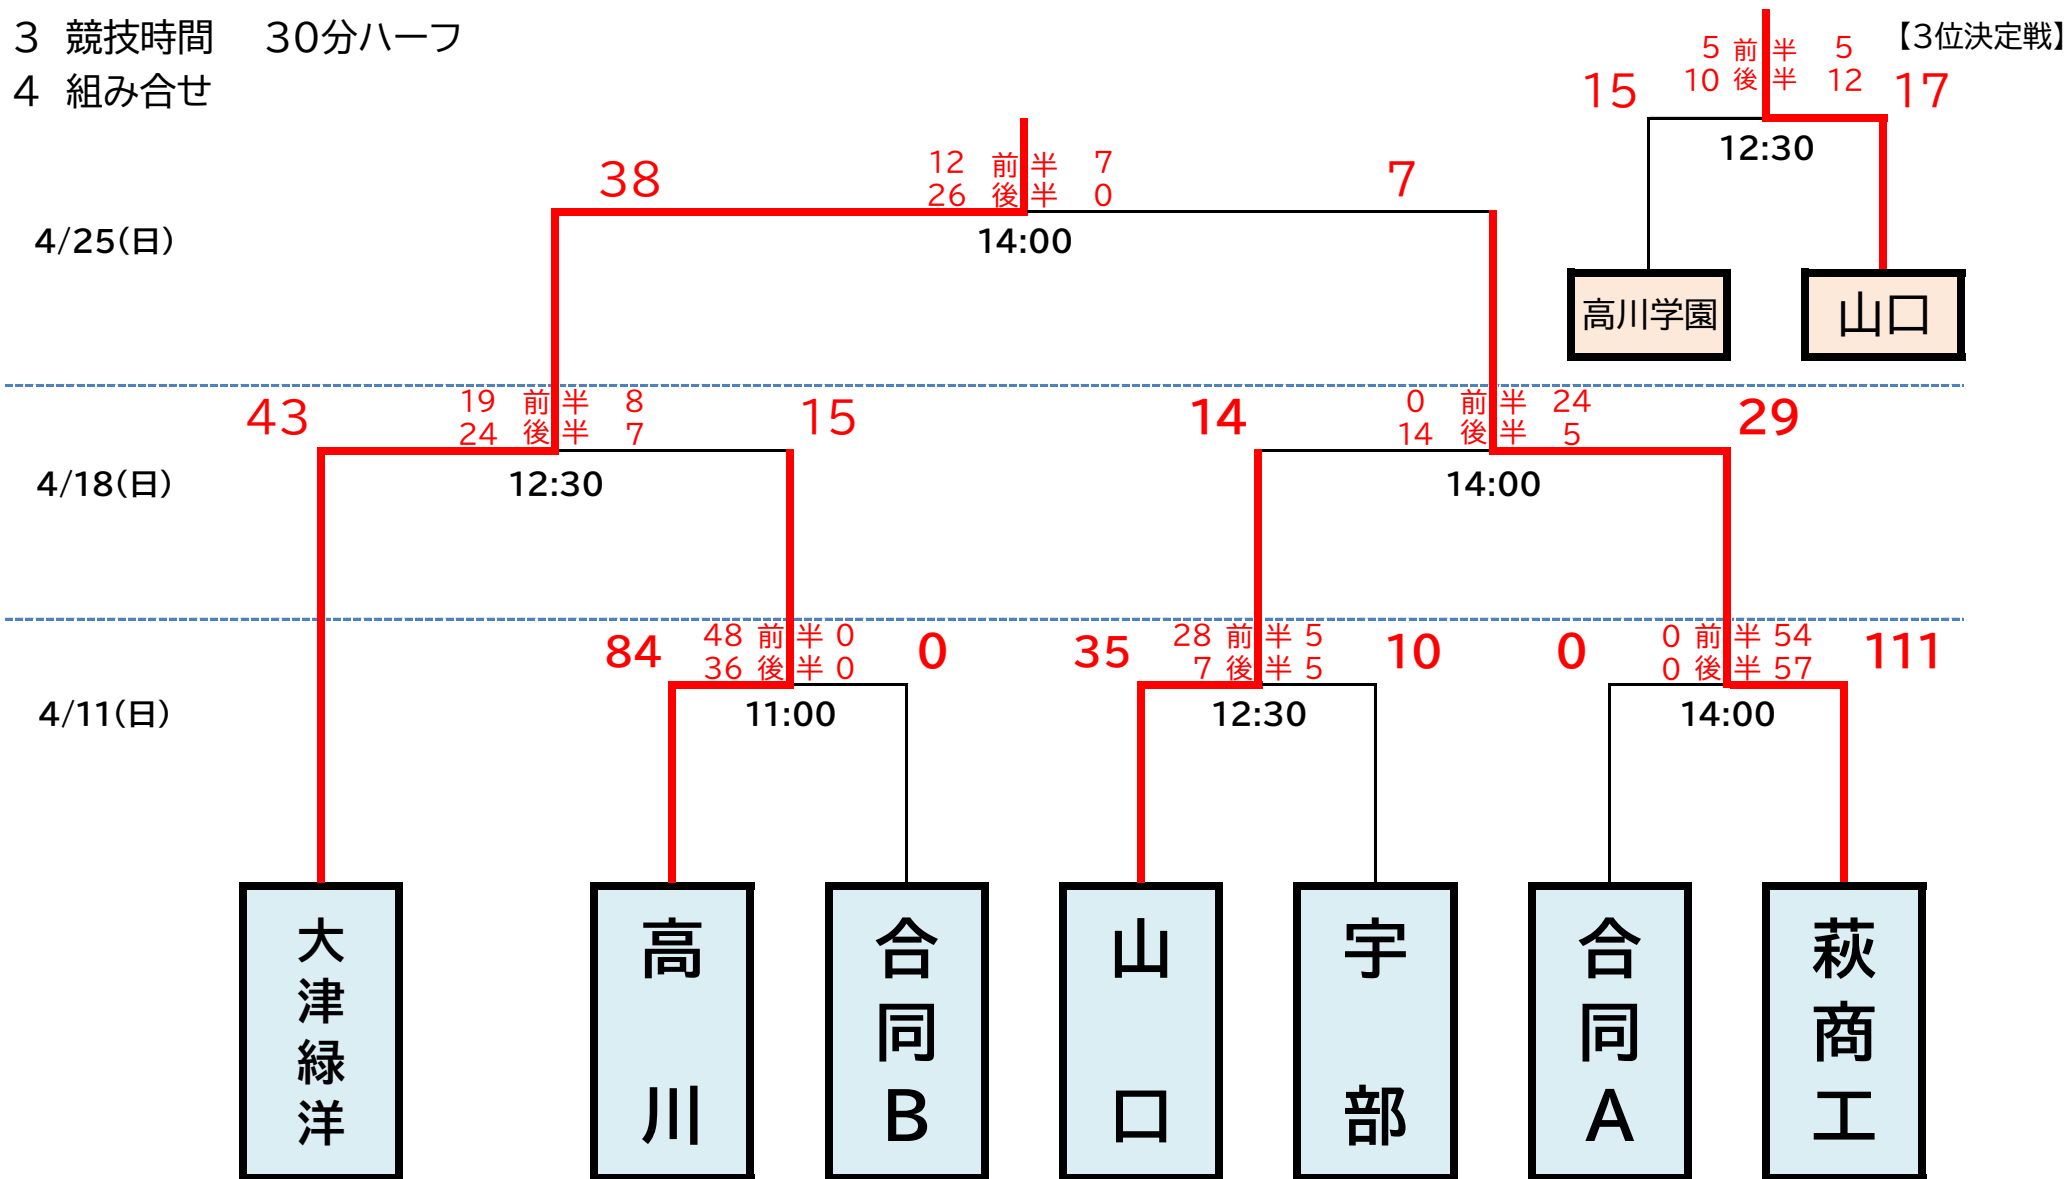 ３ 競技時間　３０分ハーフ
４ 組み合せ
【３位決定戦】
5 前半 5
15 10 後半 12 17
12:30
高川学園 山口
12 前半 7
38 26 後半 0 7
4/25(日) 14:00
19 前半 8 0 前半 24
43 24 後半 7 15 14 14 後半 5 29
4/18(日) 12:30 14:00
48 前半 0 28 前半 5 0 前半 54
84 36 後半 0 0 35 7 後半 5 10 0 0 後半 57 111
4/11(日) 11:00 12:30 14:00
大津緑洋
高川
合同B
山口
宇部
合同A
萩商工